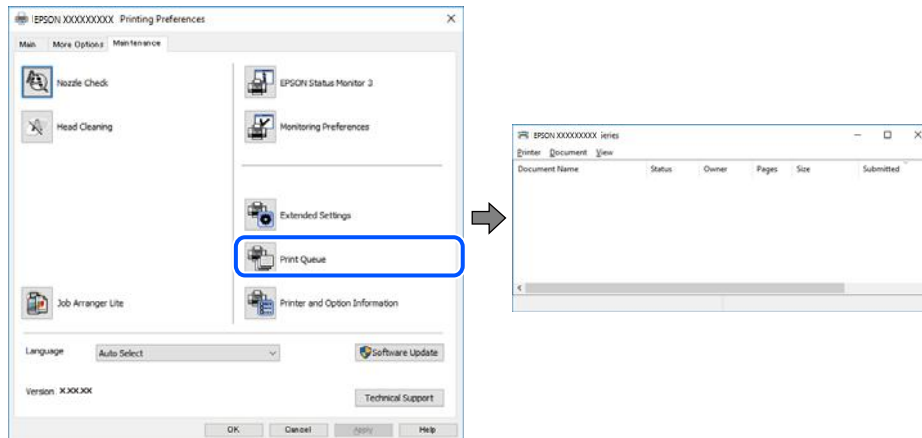 EPSON XXXXXXXXX Printing Preferences
Main More Options Maintenance
Nozzle Check
EPSON Status Monitor 3
Head Cleaning
Monitoring Preferences
Extended Settings
Print Queue
Job Arranger Lite
Printer and Option Information
Language Auto Select
Software Update
Version X.XX.XX
Technical Support
OK Cancel Apply Help
EPSON XXXXXXXXX ieries
Printer Document View
Document Name Status Owner Pages Size Submitted